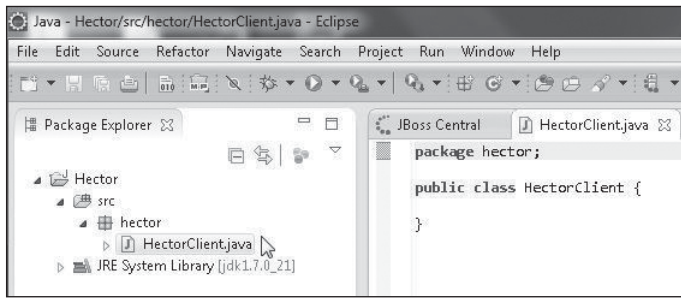 Java - Hector/src/hector/HectorClient.java - Eclipse
File Edit Source Refactor Navigate Search Project Run Window Help
Package Explorer
JBoss Central
HectorClient.java
Hector
src
hector
HectorClient.java
JRE System Library [jdk1.7.0_21]
package hector;
public class HectorClient {
}